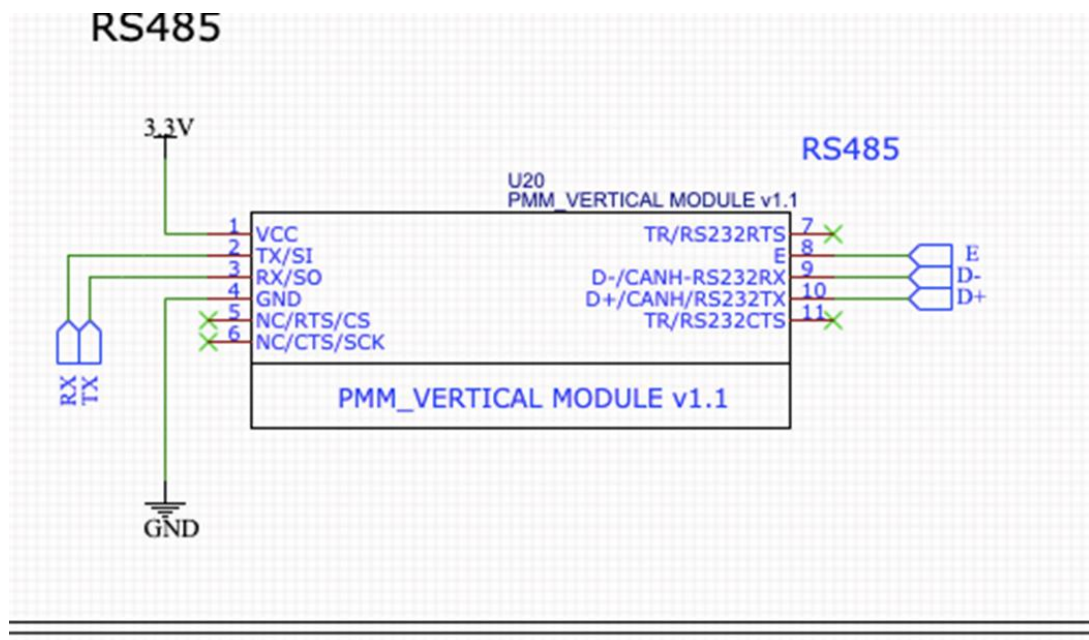 RS485
3.3V
RS485
U20
PMM_VERTICAL MODULE v1.1
1 VCC
2 TX/SI
3 RX/SO
4 GND
5 NC/RTS/CS
6 NC/CTS/SCK
TR/RS232RTS 7
E 8 E
D-/CANH-RS232RX 9 D-
D+/CANH/RS232TX 10 D+
TR/RS232CTS 11
PMM_VERTICAL MODULE v1.1
RX
TX
GND